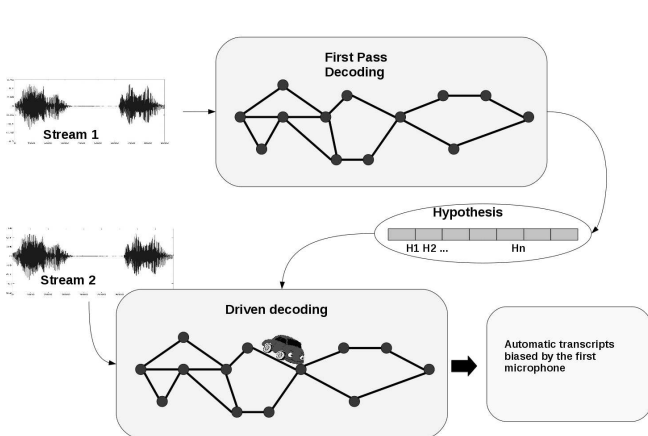 First Pass
Decoding
Stream 1
Hypothesis
H1 H2 ...
Hn
Stream 2
Driven decoding
Automatic transcripts
biased by the first
microphone